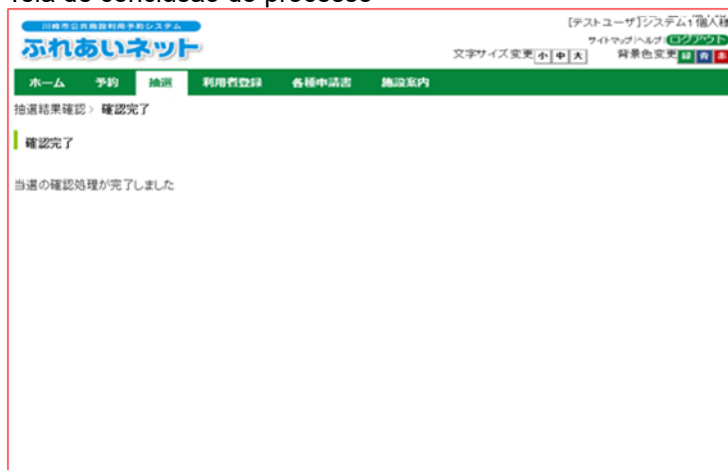 Tela de conclusão do processo
川崎市公共施設利用予約システム
ふれあいネット
[テストユーザ]システム1個人様
サイトマップ|ヘルプ|ログアウト
文字サイズ変更 小 中 大 背景色変更 緑 青 赤
ホーム 予約 抽選 利用者登録 各種申請書 施設案内
抽選結果確認> 確認完了
確認完了
当選の確認処理が完了しました